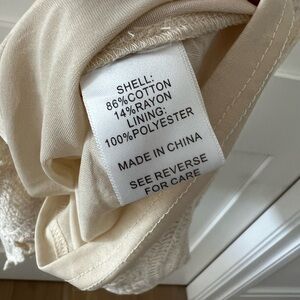 SHELL:
86%COTTON
14%RAYON
LINING:
100%POLYESTER
MADE IN CHINA
SEE REVERSE
FOR CARE